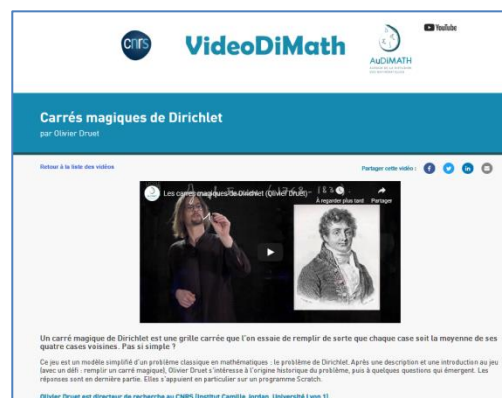 cnrs
VideoDiMath
AuDiMATH
YouTube
Carrés magiques de Dirichlet
par Olivier Druet
Retour à la liste des vidéos
Partager cette vidéo :
Les carrés magiques de Dirichlet (Olivier Druet)
À regarder plus tard
Partager
Un carré magique de Dirichlet est une grille carrée que l'on essaie de remplir de sorte que chaque case soit la moyenne de ses
quatre cases voisines. Pas si simple ?
Ce jeu est un modèle simplifié d'un problème classique en mathématiques : le problème de Dirichlet. Après une description et une introduction au jeu
(avec un défi : remplir un carré magique), Olivier Druet s'intéresse à l'origine historique du problème, puis à quelques questions qui émergent. Les
réponses sont en dernière partie. Elles s'appuient en particulier sur un programme Scratch.
Olivier Druet est directeur de recherche au CNRS (Institut Camille Jordan, Université Lyon 1)